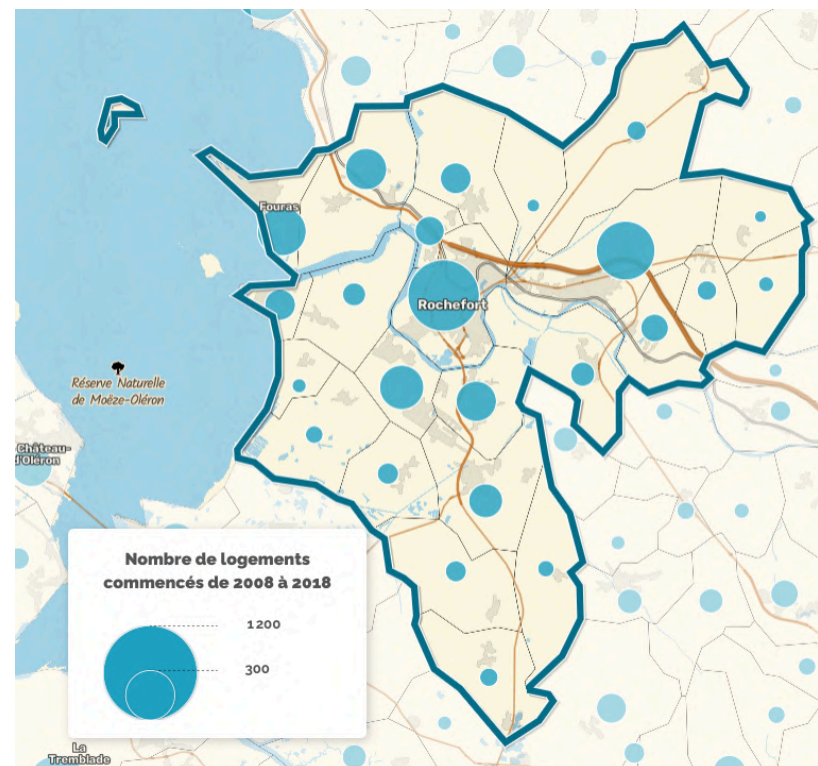 Fouras
Rochefort
Réserve Naturelle
de Moëze-Oléron
Château-
d'Oléron
Nombre de logements
commencés de 2008 à 2018
1200
300
La
Tremblade